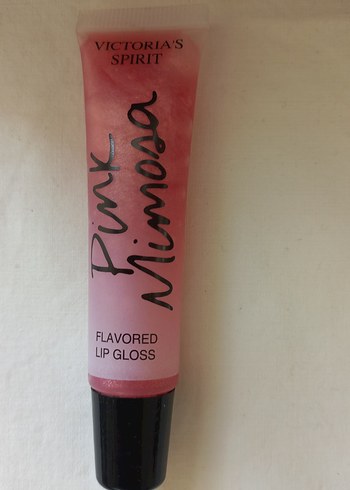 VICTORIA'S
SPIRIT
Pink
Mimosa
FLAVORED
LIP GLOSS